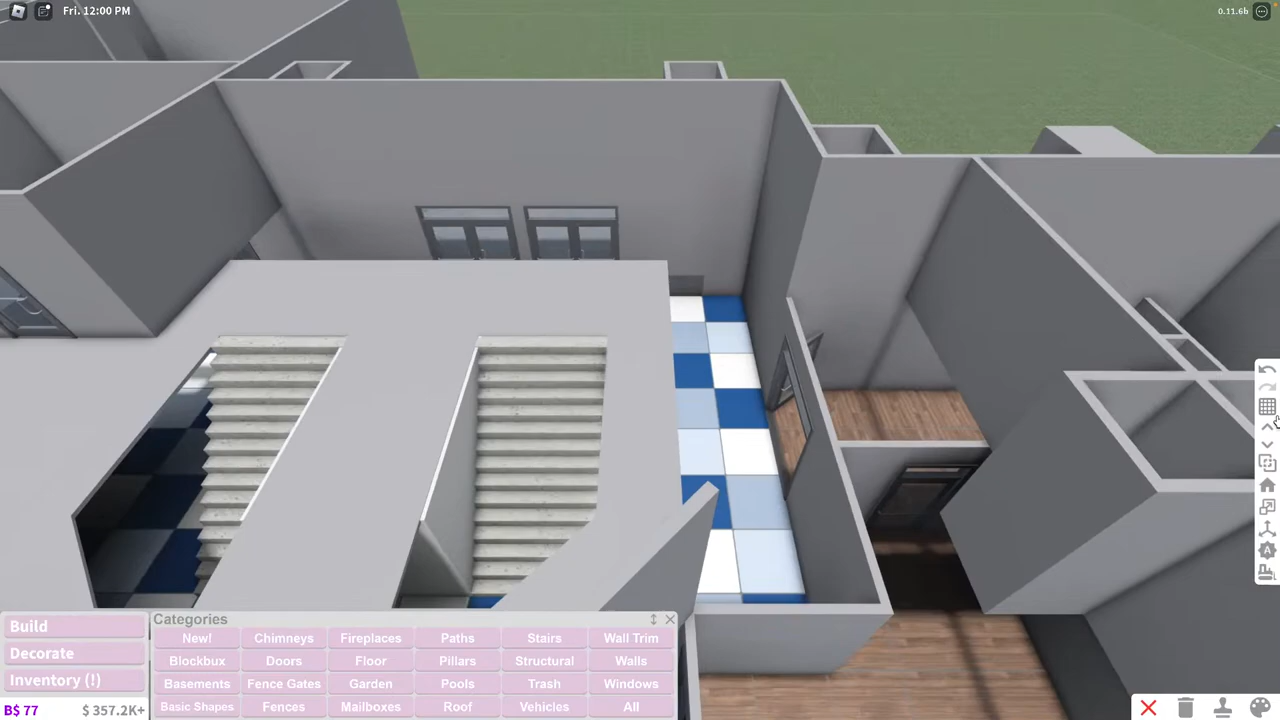 Fri. 12:00 PM
0.11.6b
Categories
New! Chimneys Fireplaces Paths Stairs Wall Trim
Blockbux Doors Floor Pillars Structural Walls
Basements Fence Gates Garden Pools Trash Windows
Basic Shapes Fences Mailboxes Roof Vehicles All
Build
Decorate
Inventory (!)
B$ 77 $ 357.2K+